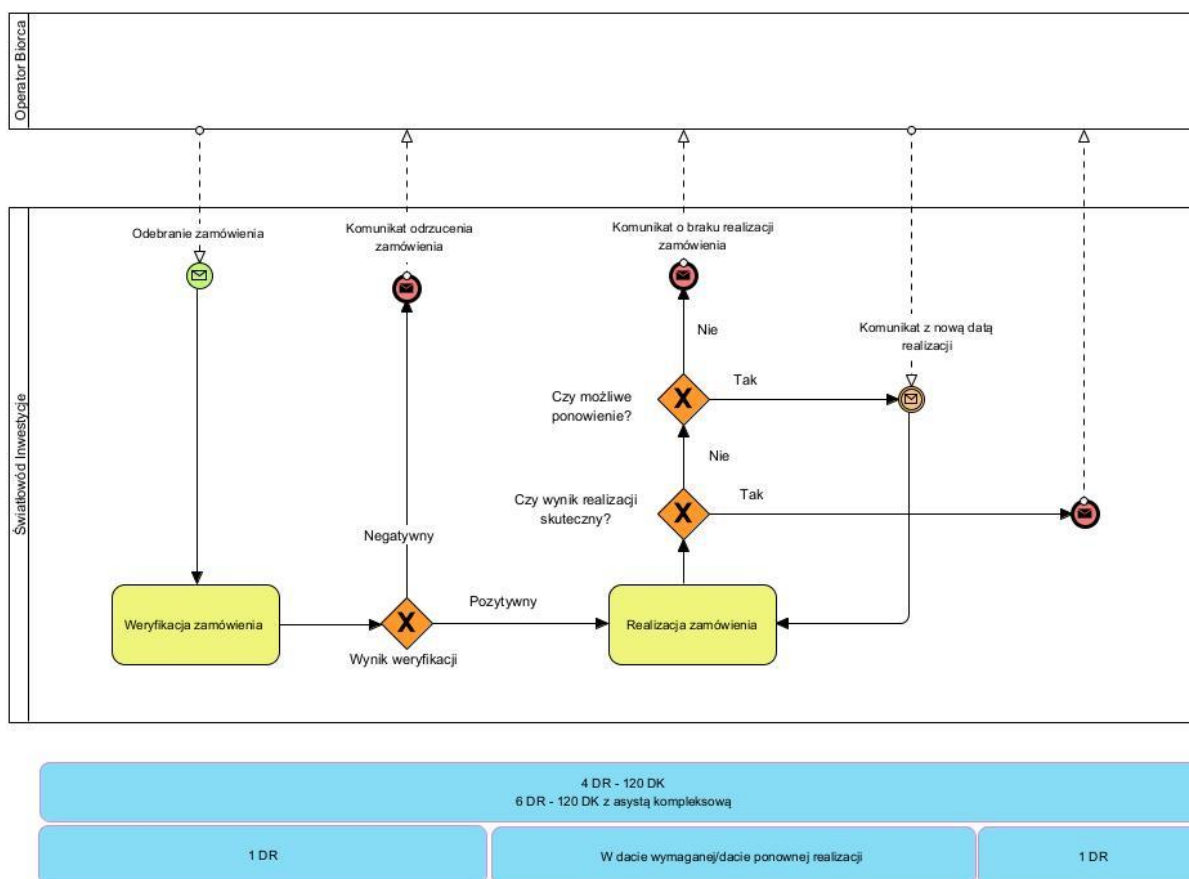 Operator Biorca
Światłowód Inwestycje
Odebranie zamówienia
Komunikat odrzucenia
zamówienia
Komunikat o braku realizacji
zamówienia
Komunikat z nową datą
realizacji
Nie
Tak
Czy możliwe
ponowienie?
Nie
Tak
Czy wynik realizacji
skuteczny?
Negatywny
Pozytywny
Weryfikacja zamówienia
X
X
X
Wynik weryfikacji
Realizacja zamówienia
4 DR - 120 DK
6 DR - 120 DK z asystą kompleksową
1 DR
W dacie wymaganej/dacie ponownej realizacji
1 DR